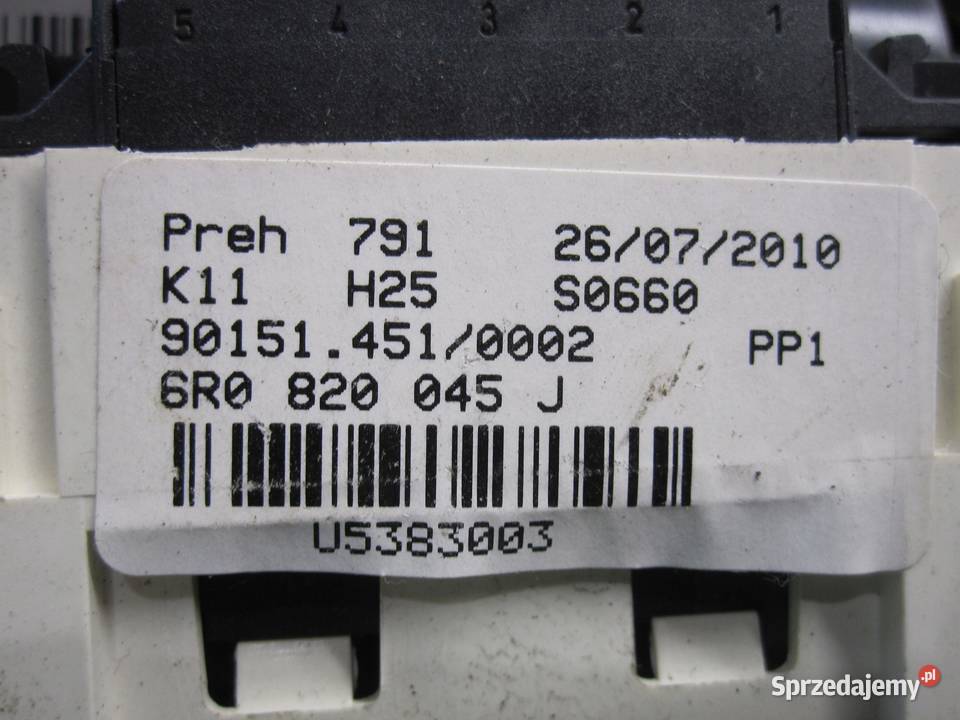 5 4 3 2 1
Preh 791 26/07/2010
K11 H25 S0660
90151.451/0002 PP1
6R0 820 045 J
U5383003
Sprzedajemy.pl